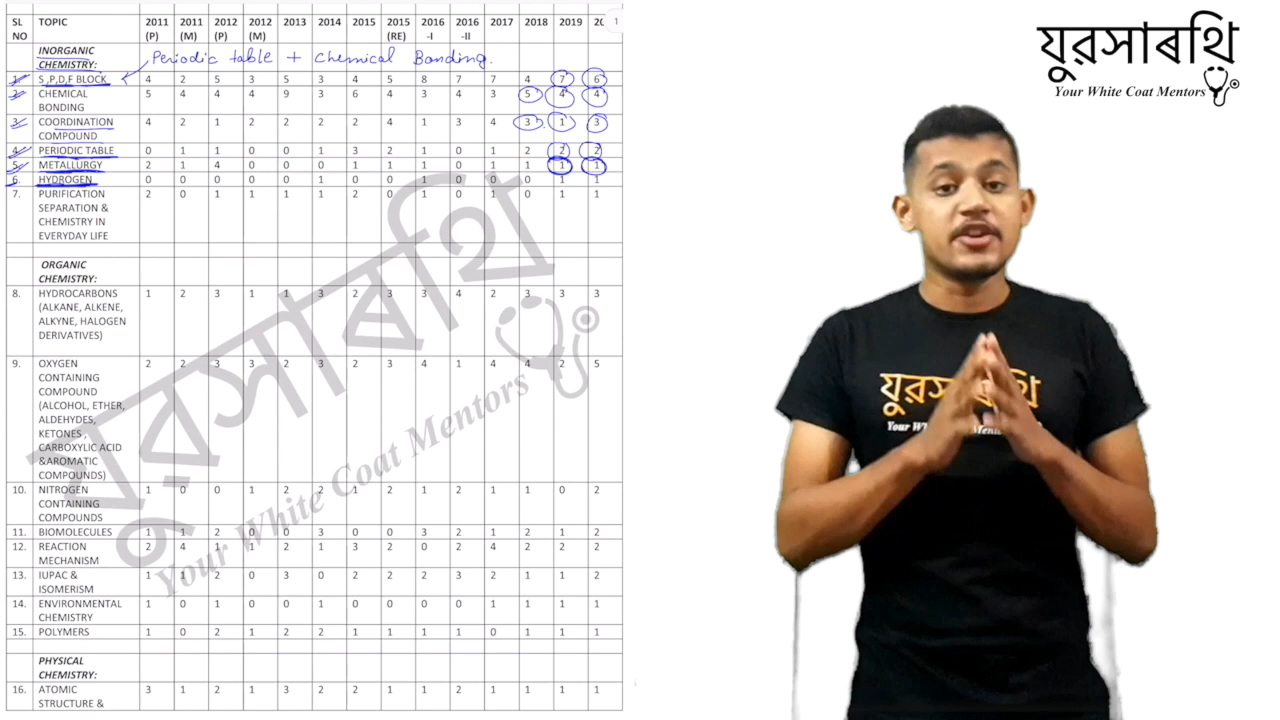 SL NO TOPIC 2011 (P) 2011 (M) 2012 (P) 2012 (M) 2013 2014 2015 2015 (RE) 2016 -I 2016 -II 2017 2018 2019 1
INORGANIC CHEMISTRY: Periodic table + Chemical Bonding.
1. S ,P,D,F BLOCK 4 2 5 3 5 3 4 5 8 7 7 4 7 6
2. CHEMICAL BONDING 5 4 4 4 9 3 6 4 3 4 3 5 4 4
3. COORDINATION COMPOUND 4 2 1 2 2 2 2 4 1 3 4 3 1 3
4. PERIODIC TABLE 0 1 1 0 0 1 3 2 1 0 1 2 2 2
5. METALLURGY 2 1 4 0 0 0 1 1 1 0 1 1 1 1
6. HYDROGEN 0 0 0 0 0 1 0 0 1 0 0 0 1 1
7. PURIFICATION SEPARATION & CHEMISTRY IN EVERYDAY LIFE 2 0 1 1 1 1 2 0 1 0 1 0 1 1
ORGANIC CHEMISTRY:
8. HYDROCARBONS (ALKANE, ALKENE, ALKYNE, HALOGEN DERIVATIVES) 1 2 3 1 1 3 2 3 3 4 2 3 3 3
9. OXYGEN CONTAINING COMPOUND (ALCOHOL, ETHER, ALDEHYDES, KETONES , CARBOXYLIC ACID &AROMATIC COMPOUNDS) 2 2 3 3 2 3 2 3 4 1 4 4 2 5
10. NITROGEN CONTAINING COMPOUNDS 1 0 0 1 2 2 1 2 1 2 1 1 0 2
11. BIOMOLECULES 1 1 2 0 0 3 0 0 3 2 1 2 1 2
12. REACTION MECHANISM 2 4 1 1 2 1 3 2 0 2 4 2 2 2
13. IUPAC & ISOMERISM 1 1 2 0 3 0 2 2 2 3 2 1 1 2
14. ENVIRONMENTAL CHEMISTRY 1 0 1 0 0 1 0 0 0 0 1 1 1 1
15. POLYMERS 1 0 2 1 2 2 1 1 1 1 0 1 1 1
PHYSICAL CHEMISTRY:
16. ATOMIC STRUCTURE & 3 1 2 1 3 2 2 1 1 2 1 1 1 1
যুৱসাৰথি
Your White Coat Mentors
যুৱসাৰথি
Your White Coat Mentors
যুৱসাৰথি